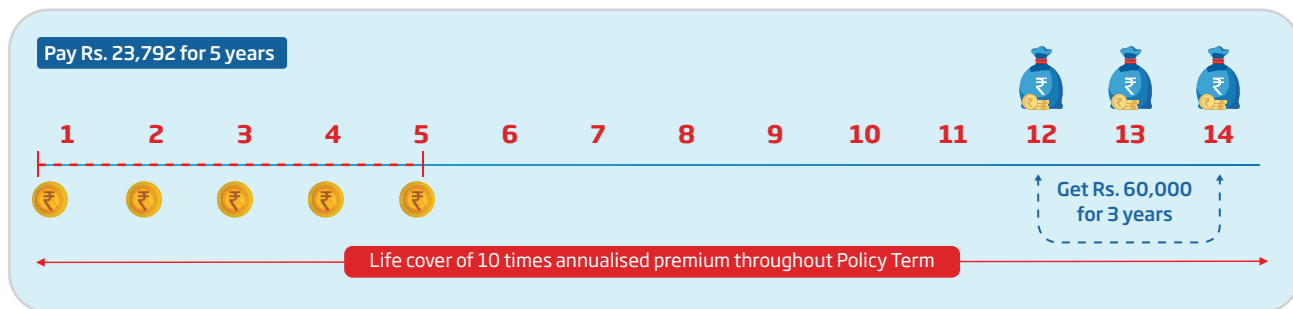 Pay Rs. 23,792 for 5 years
₹ ₹ ₹
1 2 3 4 5 6 7 8 9 10 11 12 13 14
₹ ₹ ₹ ₹ ₹
Get Rs. 60,000
for 3 years
Life cover of 10 times annualised premium throughout Policy Term